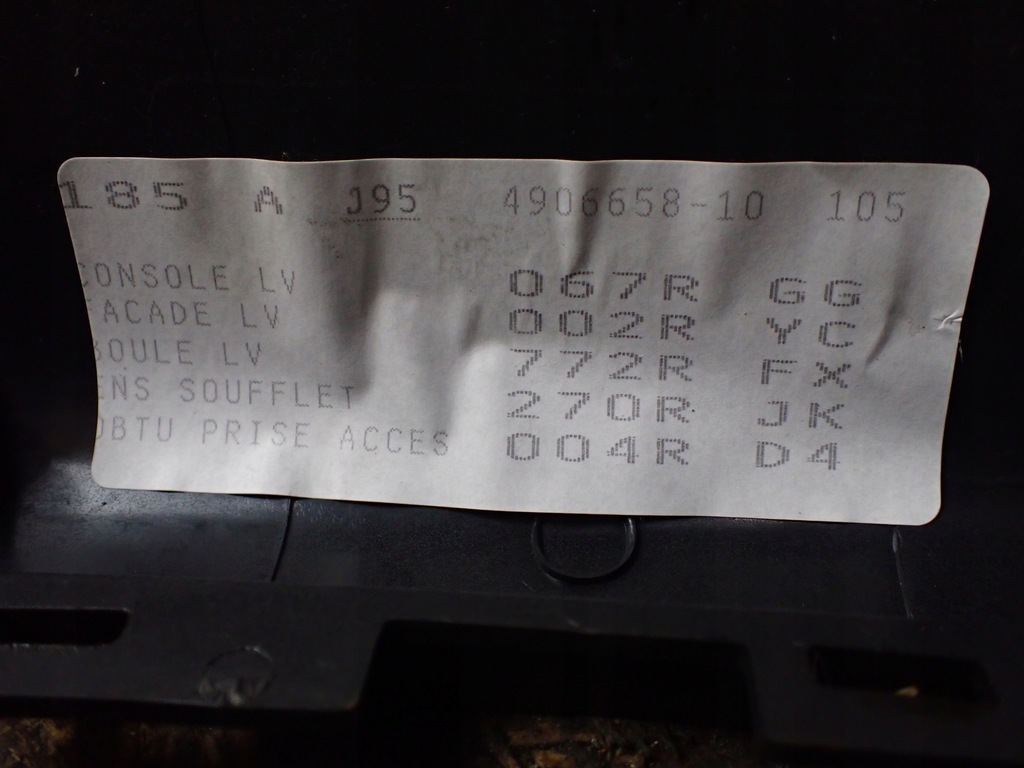 185 A J95 4906658-10 105
CONSOLE LV 067R GG
FACADE LV 002R YC
BOULE LV 772R FX
ENS SOUFFLET 270R JK
OBTU PRISE ACCES 004R D4